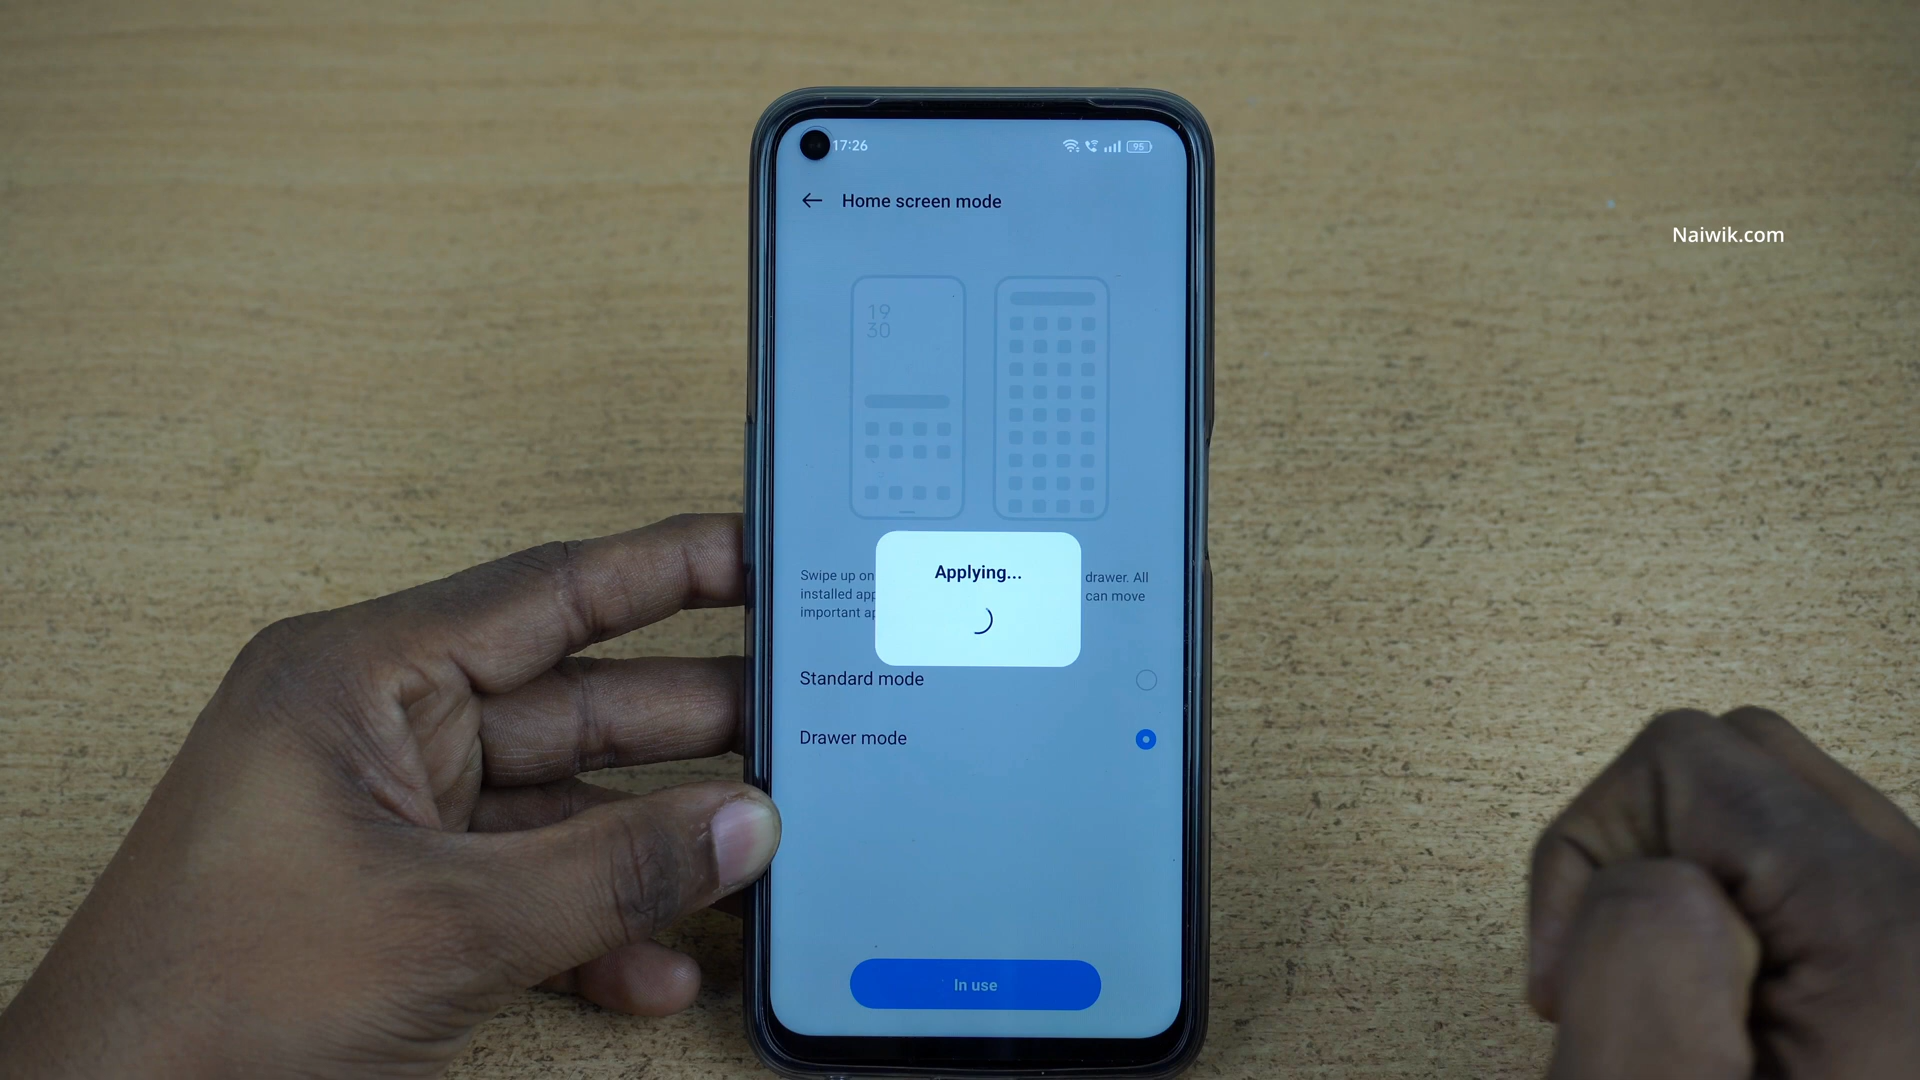 17:26
95
Naiwik.com
Home screen mode
19
30
Applying...
Swipe up on drawer. All
installed app can move
important ap
Standard mode
Drawer mode
In use